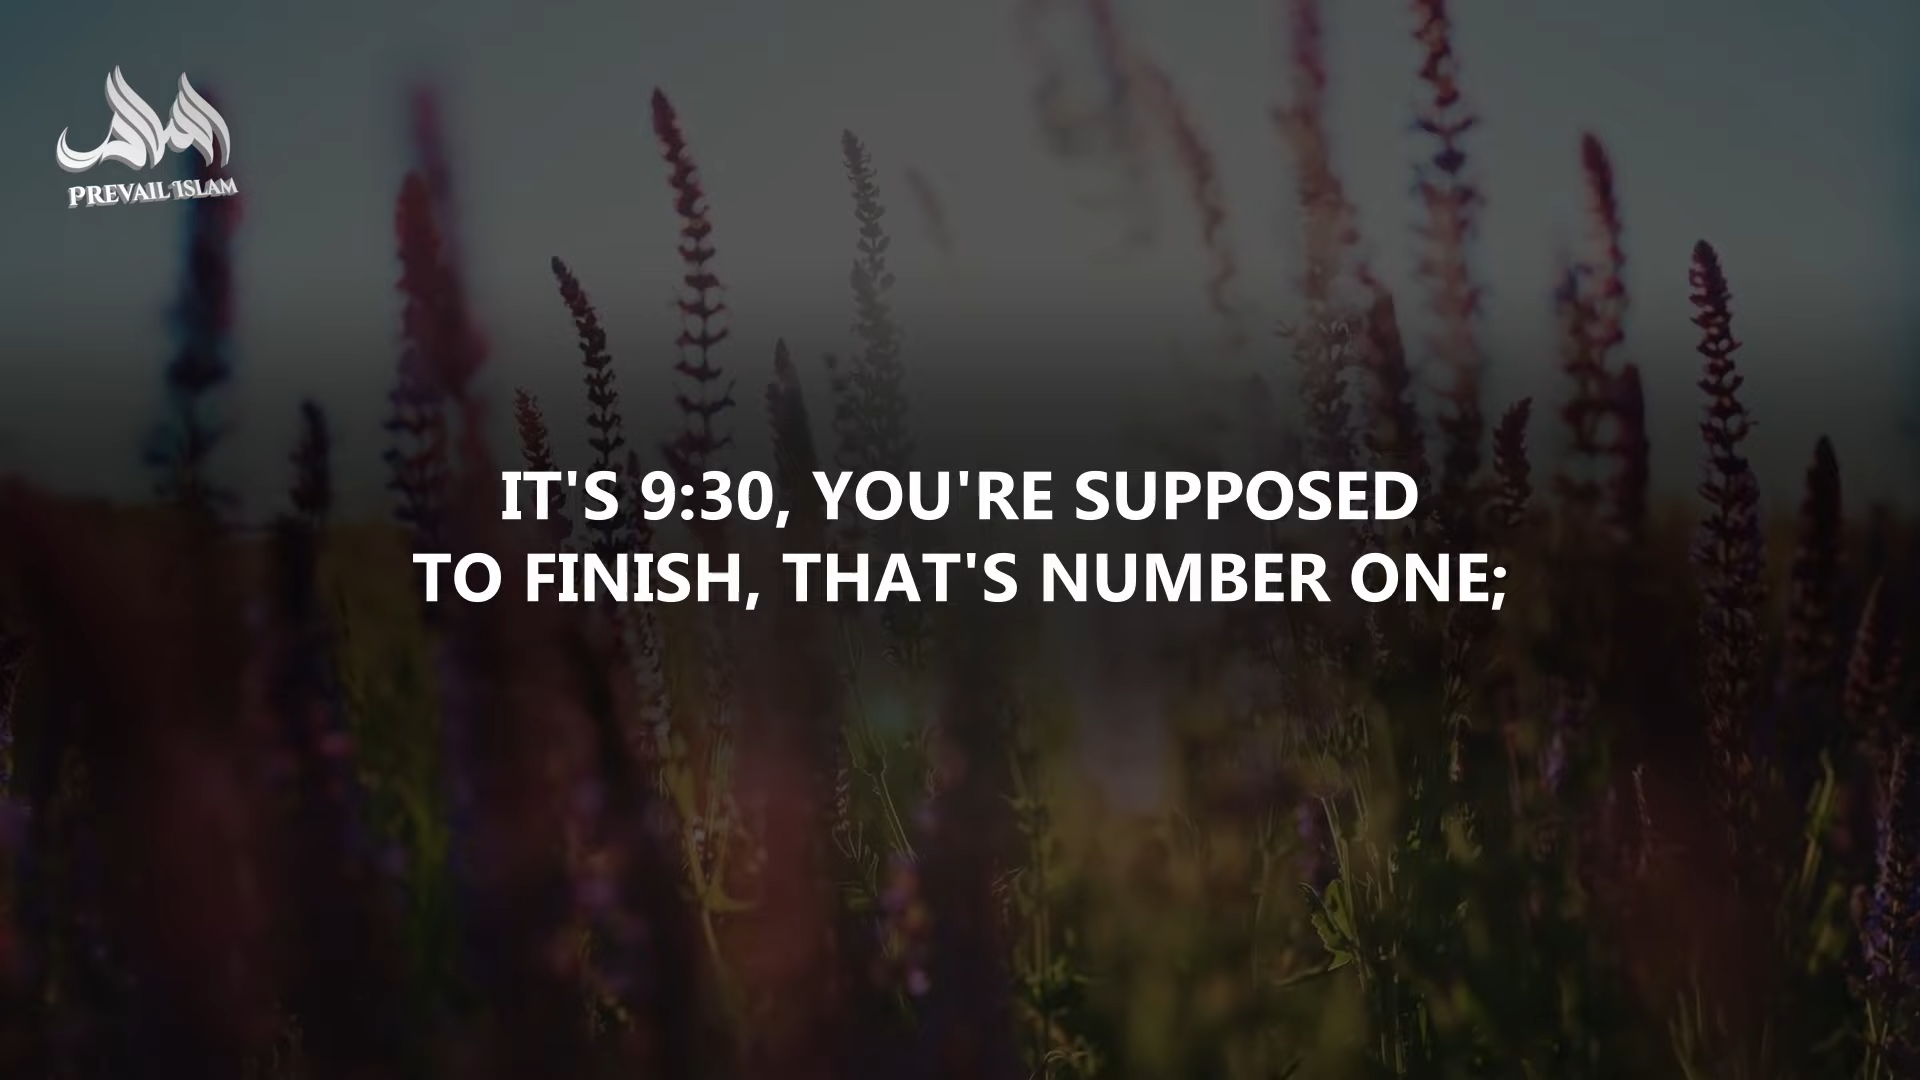 PREVAIL ISLAM
IT'S 9:30, YOU'RE SUPPOSED
TO FINISH, THAT'S NUMBER ONE;